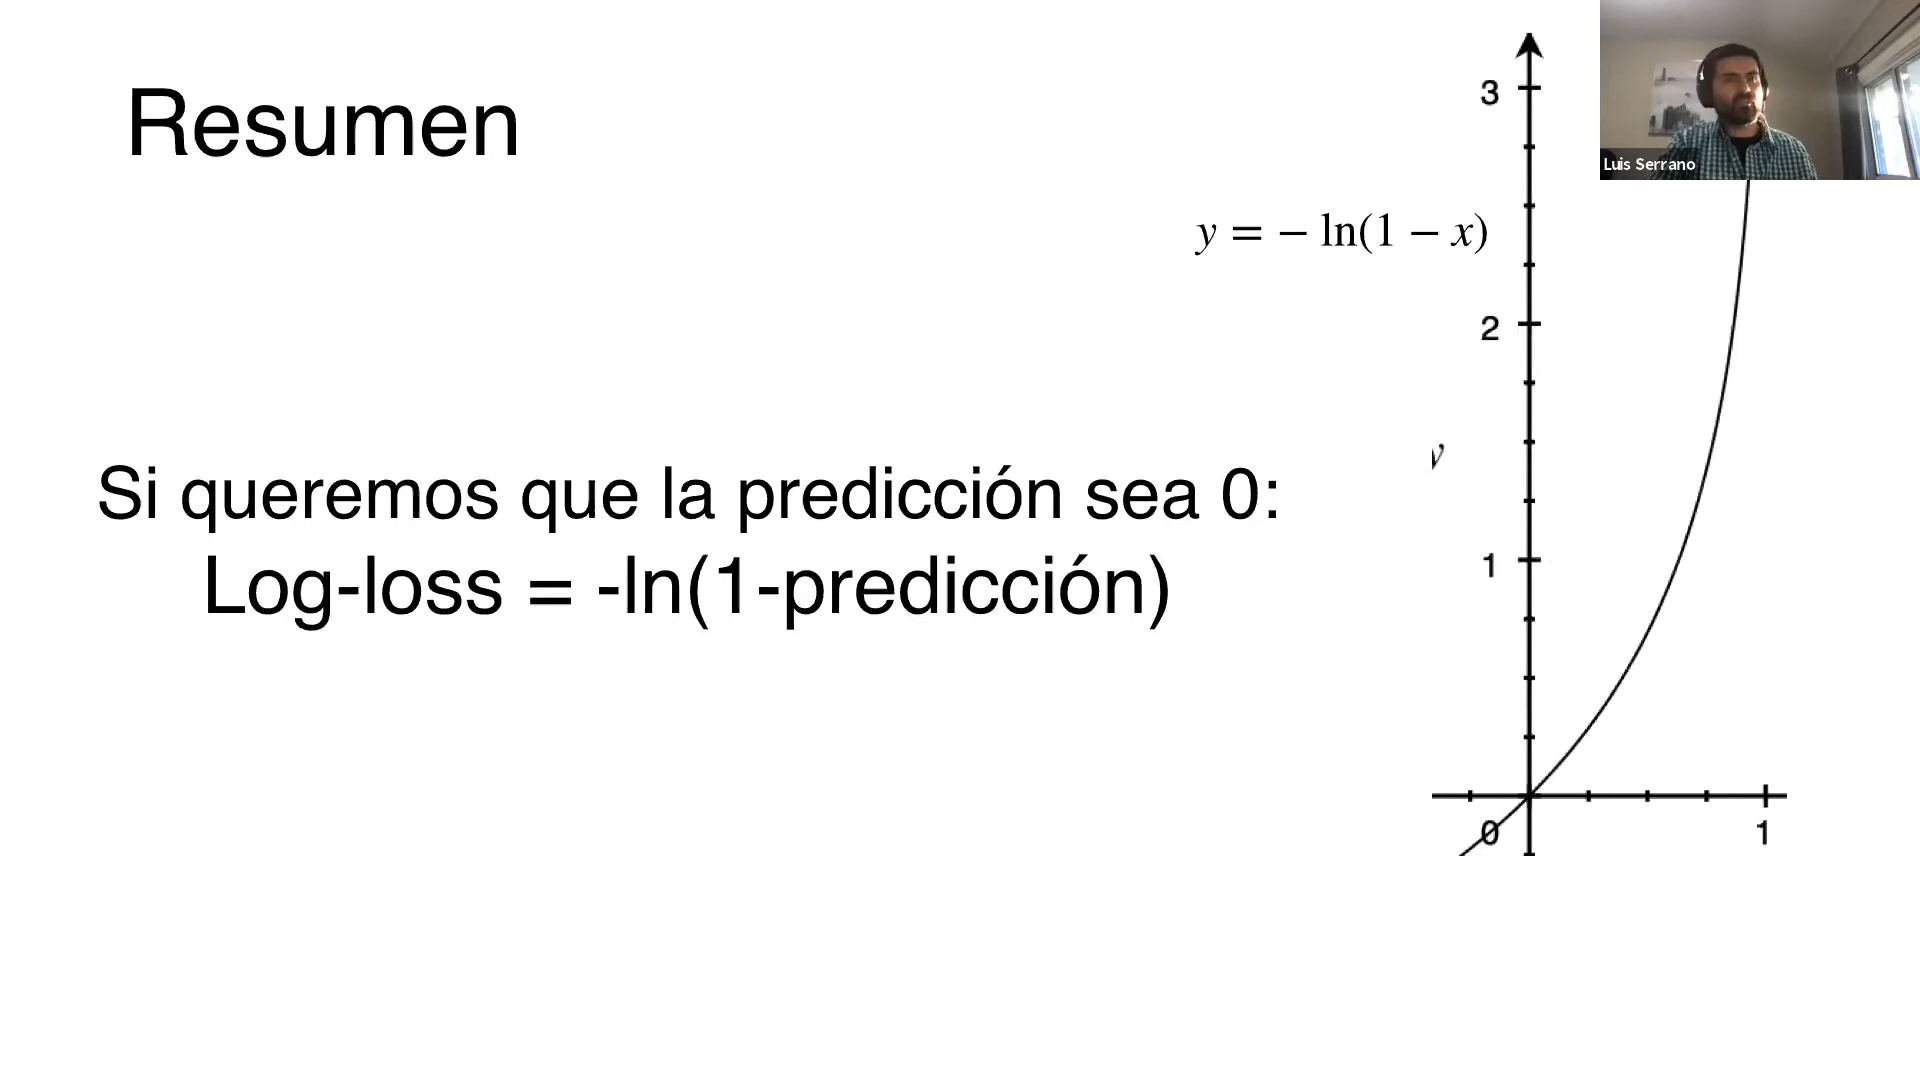 Resumen
Luis Serrano
y = − ln(1 − x)
Si queremos que la predicción sea 0:
Log-loss = -ln(1-predicción)
3
2
1
0
1